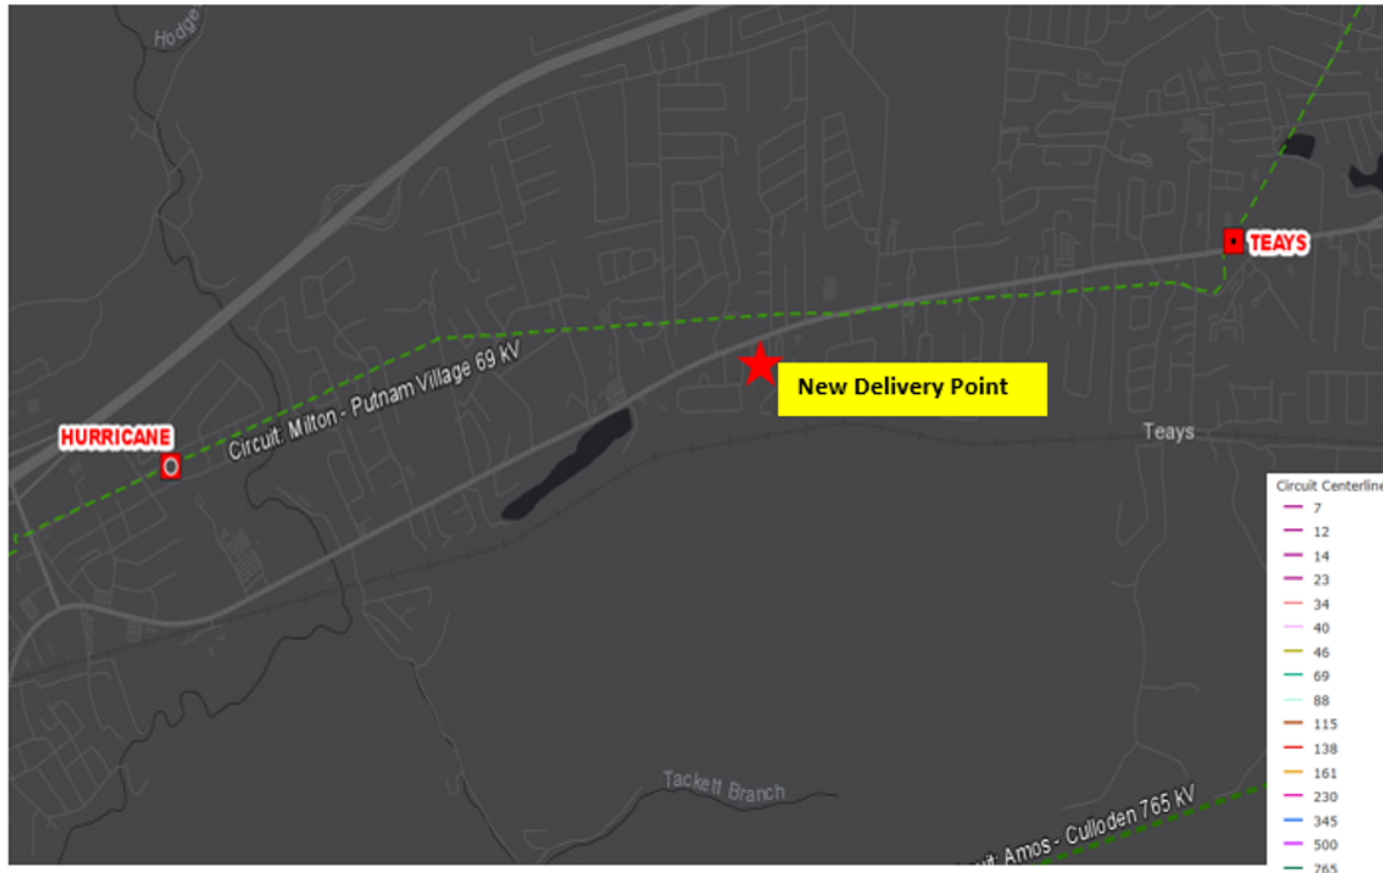 Hodges
TEAYS
Circuit: Milton - Putnam Village 69 kV
New Delivery Point
HURRICANE
Teays
Circuit Centerline
7
12
14
23
34
40
46
69
88
115
138
161
230
345
500
765
Tackett Branch
uit: Amos - Culloden 765 kV